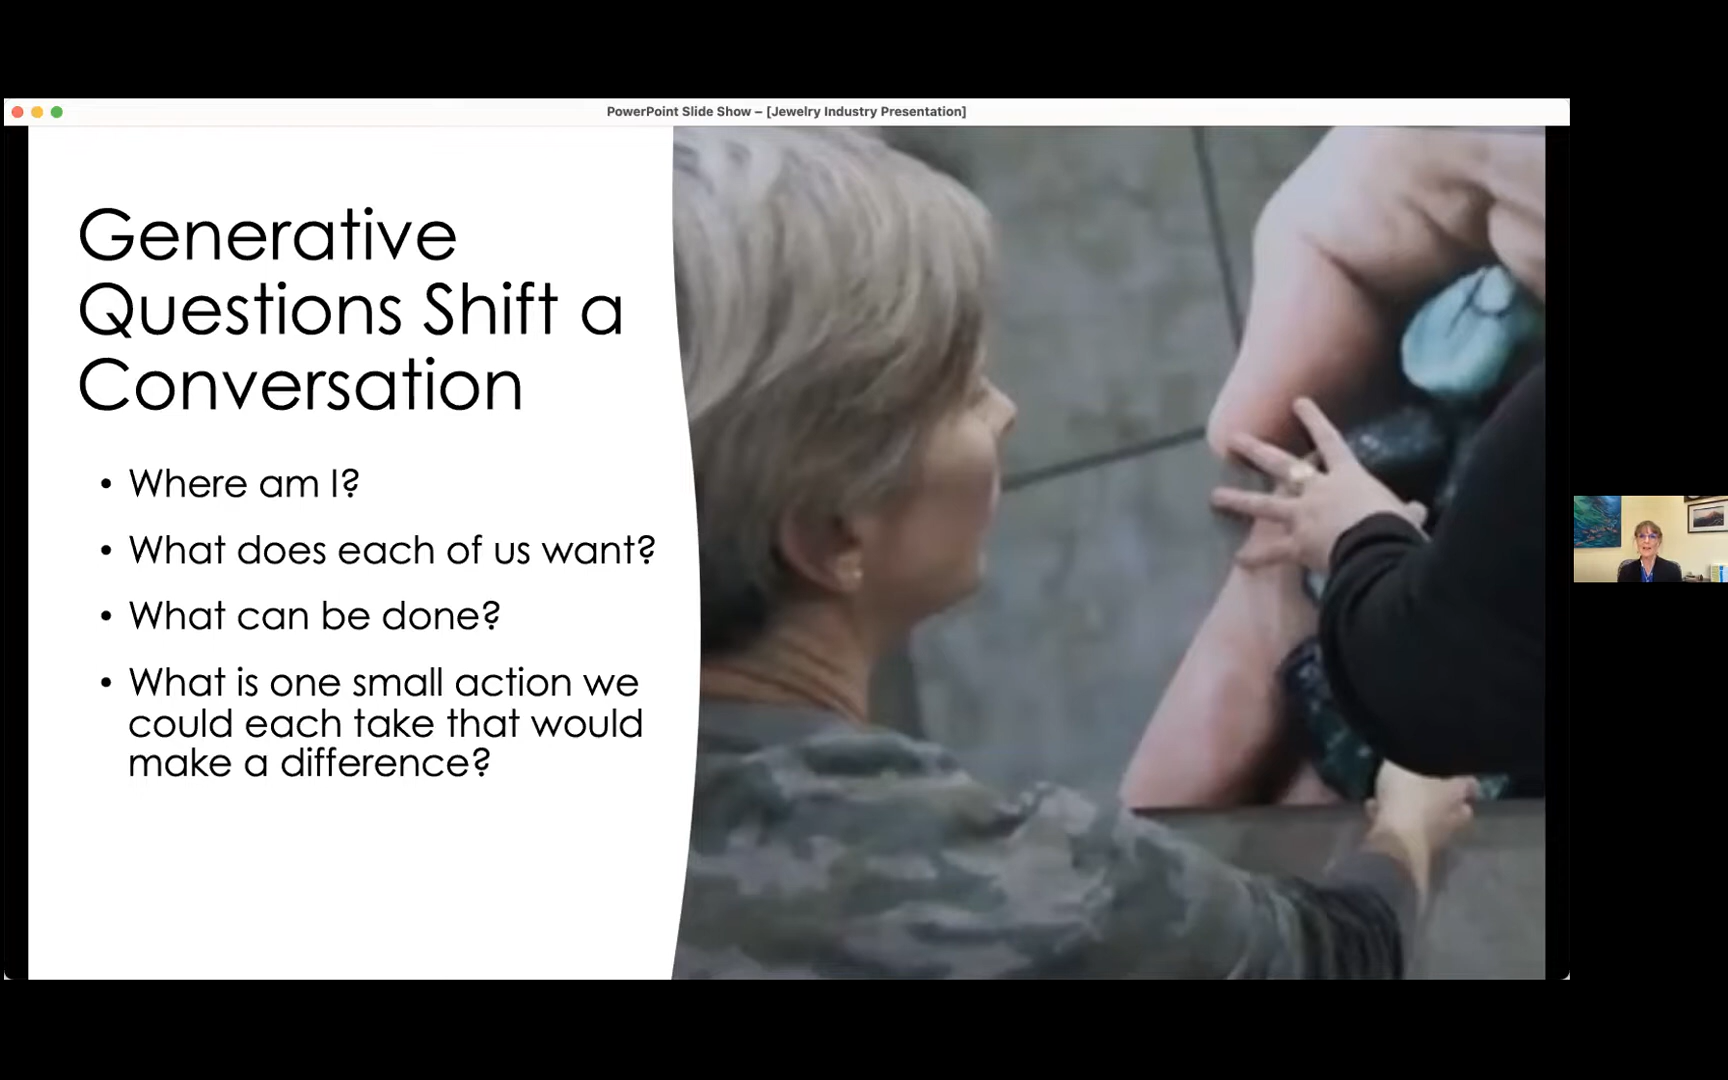 PowerPoint Slide Show – [Jewelry Industry Presentation]
Generative
Questions Shift a
Conversation
• Where am I?
• What does each of us want?
• What can be done?
• What is one small action we
could each take that would
make a difference?